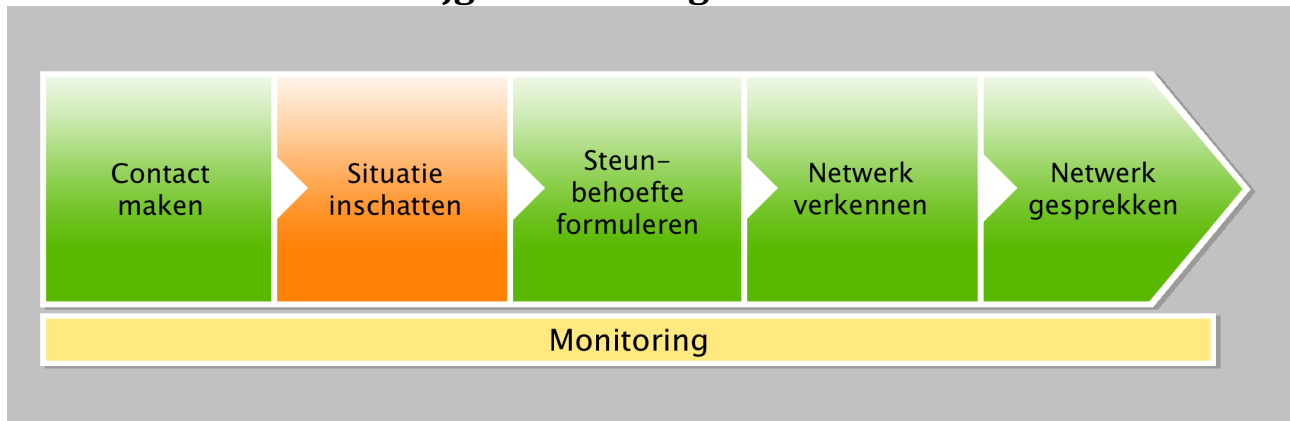 Contact
maken
Situatie
inschatten
Steun-
behoefte
formuleren
Netwerk
verkennen
Netwerk
gesprekken
Monitoring